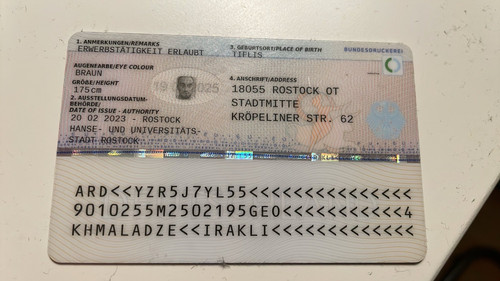 1. ANMERKUNGEN/REMARKS
ERWERBSTÄTIGKEIT ERLAUBT
3. GEBURTSORT/PLACE OF BIRTH
TIFLIS
BUNDESDRUCKEREI
AUGENFARBE/EYE COLOUR
BRAUN
GRÖßE/HEIGHT
175cm
2. AUSSTELLUNGSDATUM-
BEHÖRDE/
DATE OF ISSUE - AUTHORITY
20 02 2023 - ROSTOCK
HANSE- UND UNIVERSITÄTS-
STADT ROSTOCK
4. ANSCHRIFT/ADDRESS
18055 ROSTOCK OT
STADTMITTE
KRÖPELINER STR. 62
ARD<<YZR5J7YL55<<<<<<<<<<<<<<<
9010255M2502195GEO<<<<<<<<<<<4
KHMALADZE<<IRAKLI<<<<<<<<<<<<<